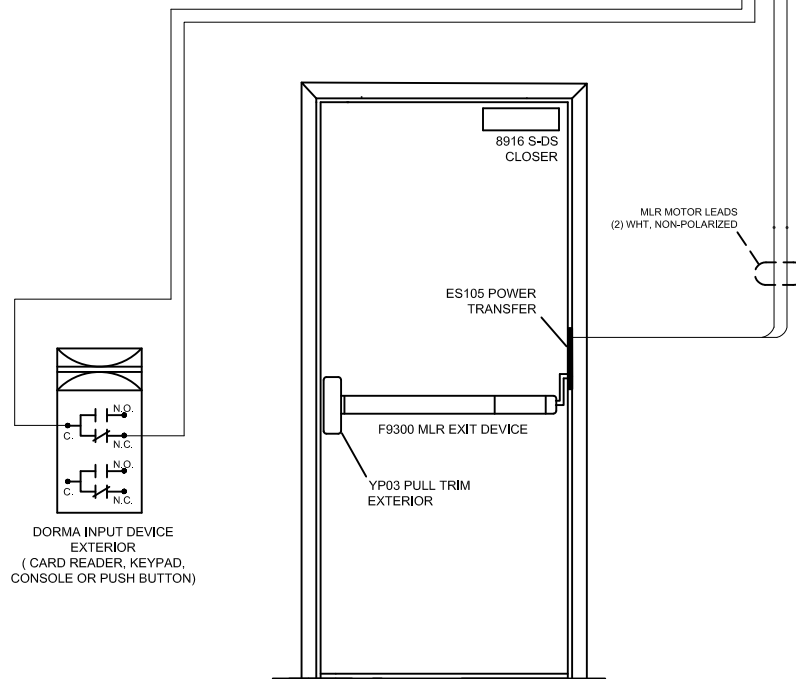 8916 S-DS
CLOSER
MLR MOTOR LEADS
(2) WHT, NON-POLARIZED
ES105 POWER
TRANSFER
N.O.
C.
N.C.
N.O.
C.
N.C.
F9300 MLR EXIT DEVICE
YP03 PULL TRIM
EXTERIOR
DORMA INPUT DEVICE
EXTERIOR
( CARD READER, KEYPAD,
CONSOLE OR PUSH BUTTON)